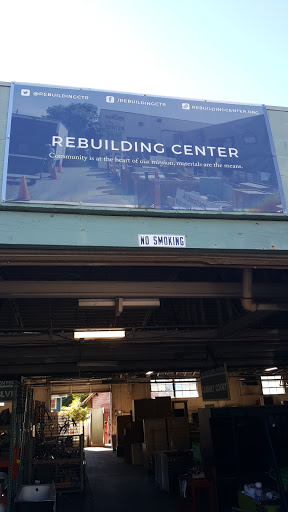 @REBUILDINGCTR /REBUILDINGCTR REBUILDINGCENTER.ORG
REBUILDING CENTER
Community is at the heart of our mission, materials are the means.
NO SMOKING